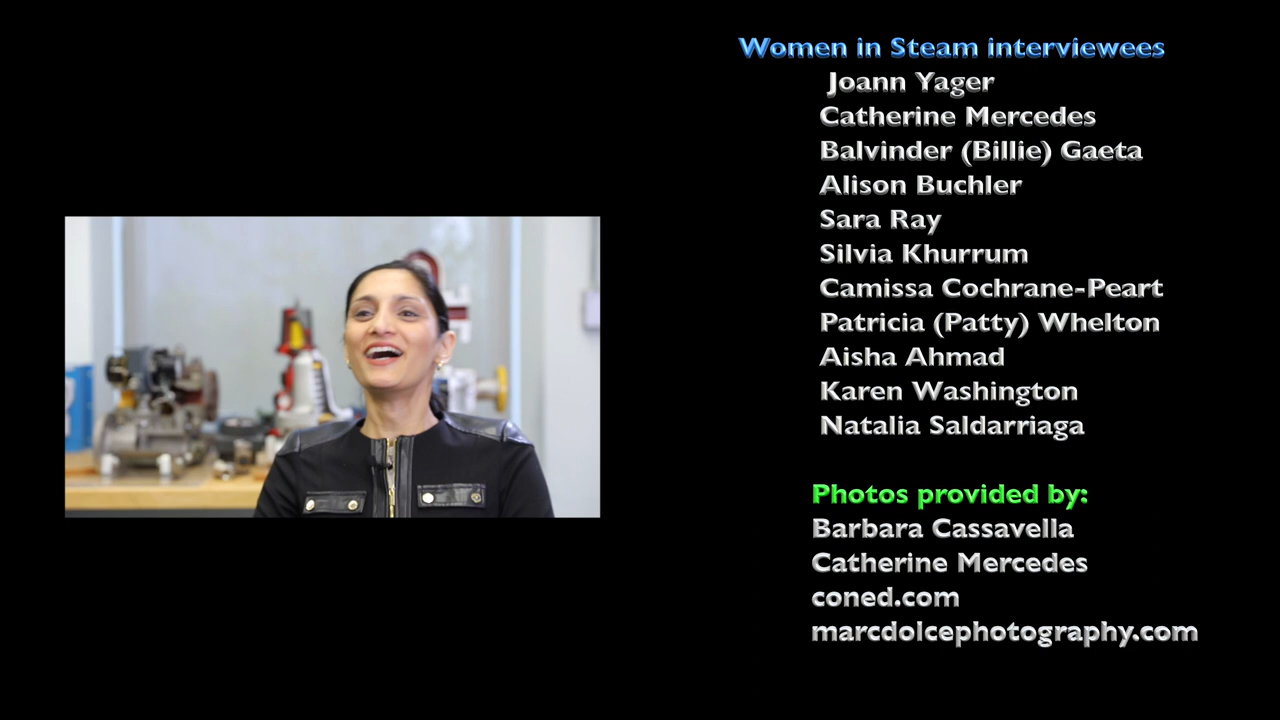 Women in Steam interviewees
Joann Yager
Catherine Mercedes
Balvinder (Billie) Gaeta
Alison Buchler
Sara Ray
Silvia Khurrum
Camissa Cochrane-Peart
Patricia (Patty) Whelton
Aisha Ahmad
Karen Washington
Natalia Saldarriaga
Photos provided by:
Barbara Cassavella
Catherine Mercedes
coned.com
marcdolcephotography.com